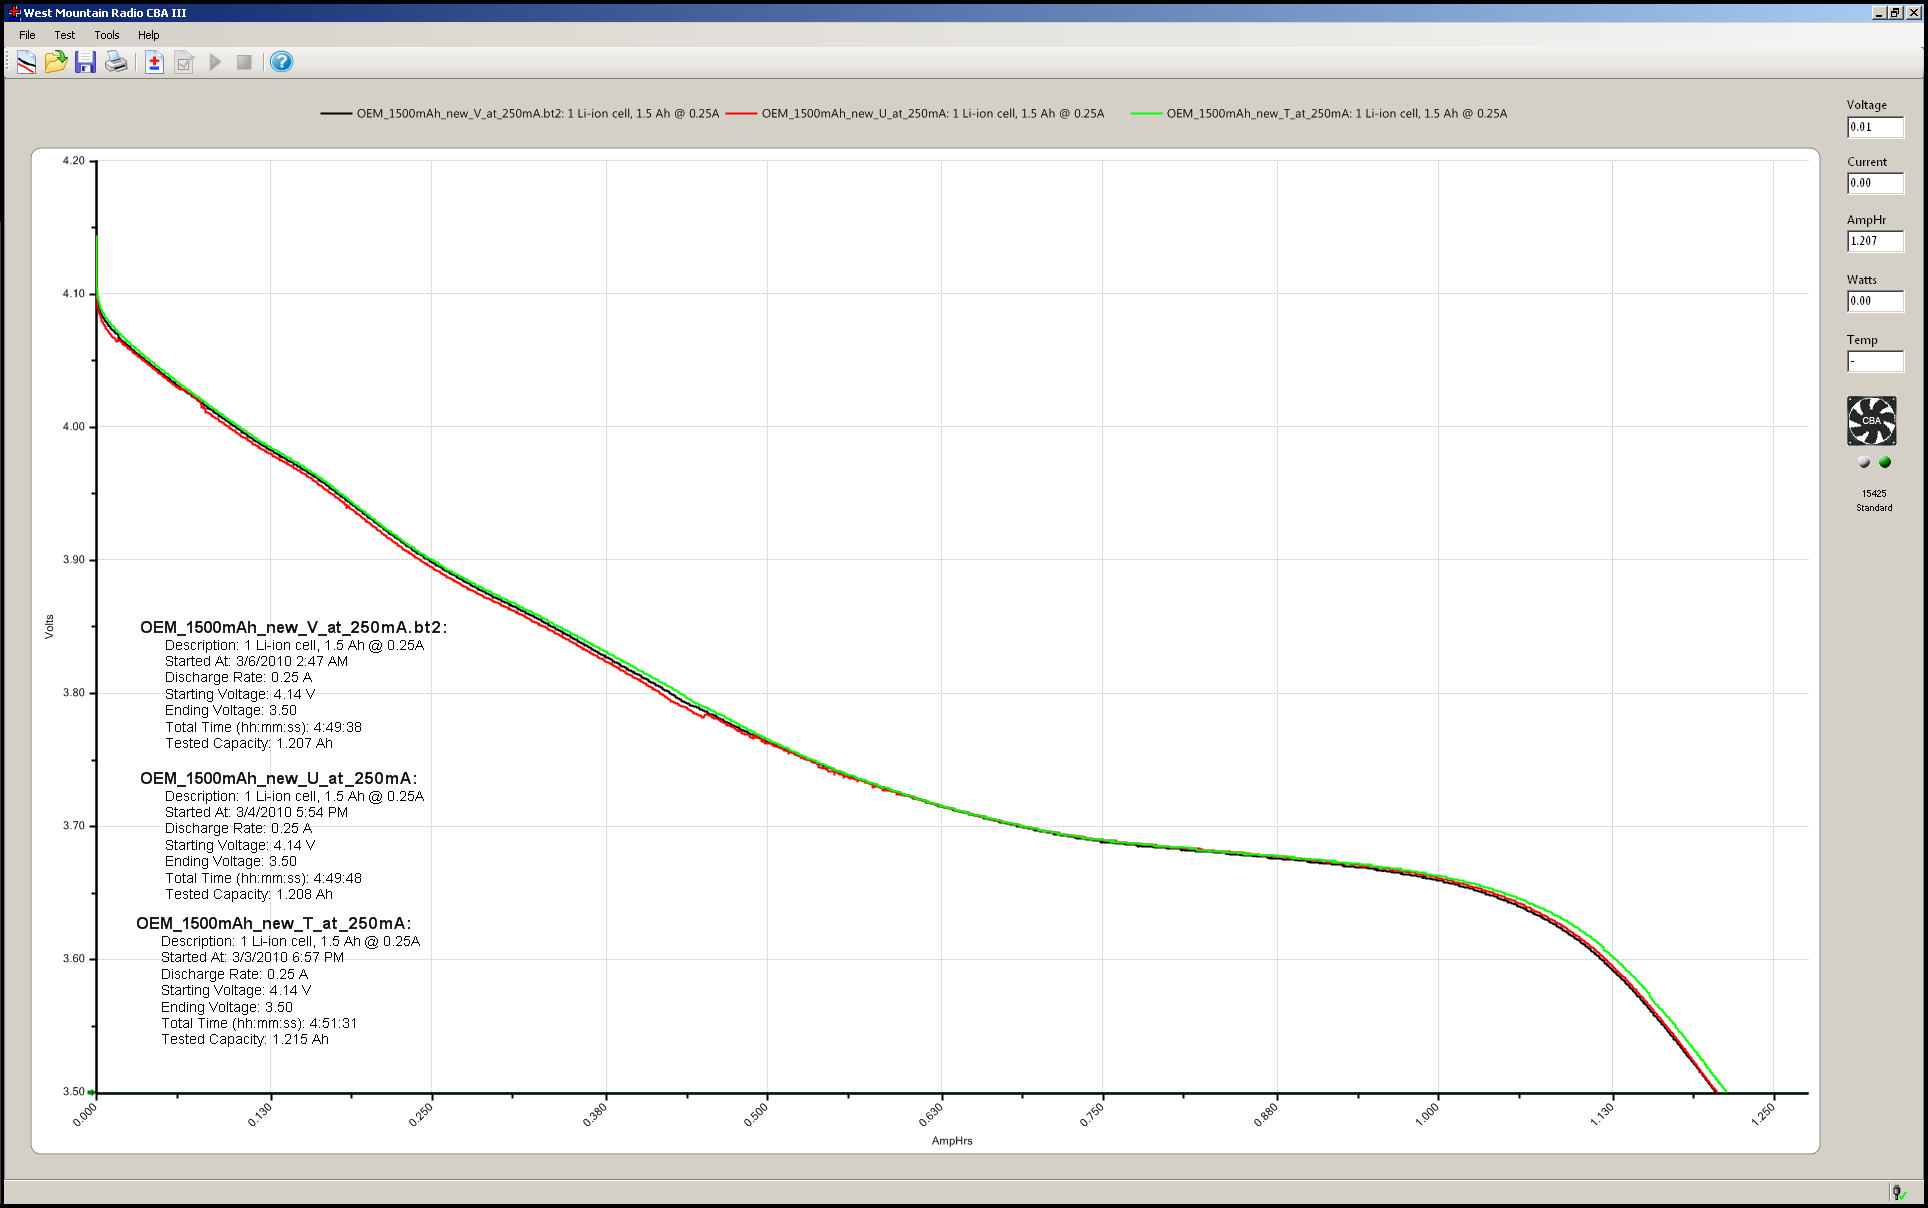 West Mountain Radio CBA III
File Test Tools Help
OEM_1500mAh_new_V_at_250mA.bt2: 1 Li-ion cell, 1.5 Ah @ 0.25A OEM_1500mAh_new_U_at_250mA: 1 Li-ion cell, 1.5 Ah @ 0.25A OEM_1500mAh_new_T_at_250mA: 1 Li-ion cell, 1.5 Ah @ 0.25A
Voltage
0.01
Current
0.00
AmpHr
1.207
Watts
0.00
Temp
-
CBA
15425
Standard
4.20
4.10
4.00
3.90
3.80
3.70
3.60
3.50
Volts
OEM_1500mAh_new_V_at_250mA.bt2:
Description: 1 Li-ion cell, 1.5 Ah @ 0.25A
Started At: 3/6/2010 2:47 AM
Discharge Rate: 0.25 A
Starting Voltage: 4.14 V
Ending Voltage: 3.50
Total Time (hh:mm:ss): 4:49:38
Tested Capacity: 1.207 Ah
OEM_1500mAh_new_U_at_250mA:
Description: 1 Li-ion cell, 1.5 Ah @ 0.25A
Started At: 3/4/2010 5:54 PM
Discharge Rate: 0.25 A
Starting Voltage: 4.14 V
Ending Voltage: 3.50
Total Time (hh:mm:ss): 4:49:48
Tested Capacity: 1.208 Ah
OEM_1500mAh_new_T_at_250mA:
Description: 1 Li-ion cell, 1.5 Ah @ 0.25A
Started At: 3/3/2010 6:57 PM
Discharge Rate: 0.25 A
Starting Voltage: 4.14 V
Ending Voltage: 3.50
Total Time (hh:mm:ss): 4:51:31
Tested Capacity: 1.215 Ah
0.000 0.130 0.250 0.380 0.500 0.630 0.750 0.880 1.000 1.130 1.250
AmpHrs